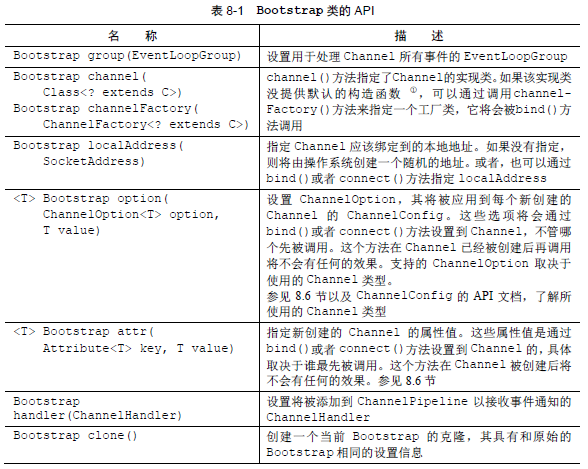 表 8-1 Bootstrap 类的 API
名 称 描 述
Bootstrap group(EventLoopGroup) 设置用于处理 Channel 所有事件的 EventLoopGroup
Bootstrap channel(
Class<? extends C>)
Bootstrap channelFactory(
ChannelFactory<? extends C>)
channel()方法指定了Channel的实现类。如果该实现类
没提供默认的构造函数①,可以通过调用channel-
Factory()方法来指定一个工厂类,它将会被bind()方
法调用
Bootstrap localAddress(
SocketAddress)
指定 Channel 应该绑定到的本地地址。如果没有指定,
则将由操作系统创建一个随机的地址。或者,也可以通过
bind()或者 connect()方法指定 localAddress
<T> Bootstrap option(
ChannelOption<T> option,
T value)
设置 ChannelOption,其将被应用到每个新创建的
Channel 的 ChannelConfig。这些选项将会通过
bind()或者 connect()方法设置到 Channel,不管哪
个先被调用。这个方法在 Channel 已经被创建后再调用
将不会有任何的效果。支持的 ChannelOption 取决于
使用的 Channel 类型。
参见 8.6 节以及 ChannelConfig 的 API 文档,了解所
使用的 Channel 类型
<T> Bootstrap attr(
Attribute<T> key, T value)
指定新创建的 Channel 的属性值。这些属性值是通过
bind()或者 connect()方法设置到 Channel 的,具体
取决于谁最先被调用。这个方法在 Channel 被创建后将
不会有任何的效果。参见 8.6 节
Bootstrap
handler(ChannelHandler)
设置将被添加到 ChannelPipeline 以接收事件通知的
ChannelHandler
Bootstrap clone()
创建一个当前 Bootstrap 的克隆,其具有和原始的
Bootstrap相同的设置信息